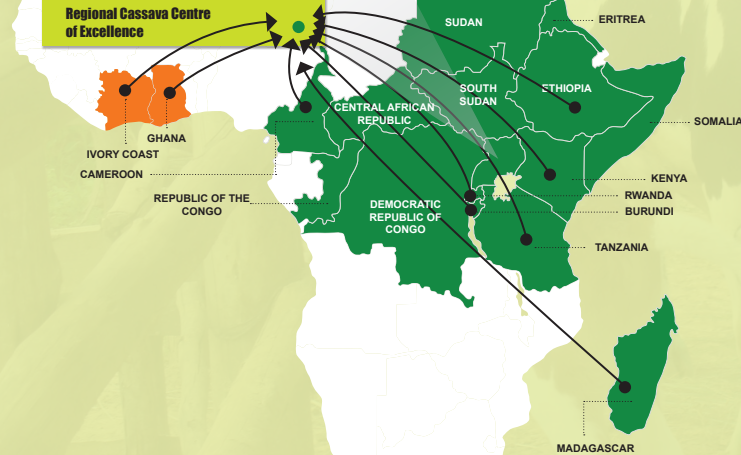 Regional Cassava Centre
of Excellence
SUDAN
ERITREA
SOUTH
SUDAN
ETHIOPIA
CENTRAL AFRICAN
REPUBLIC
SOMALIA
GHANA
IVORY COAST
CAMEROON
KENYA
REPUBLIC OF THE
CONGO
RWANDA
DEMOCRATIC
REPUBLIC OF
CONGO
BURUNDI
TANZANIA
MADAGASCAR